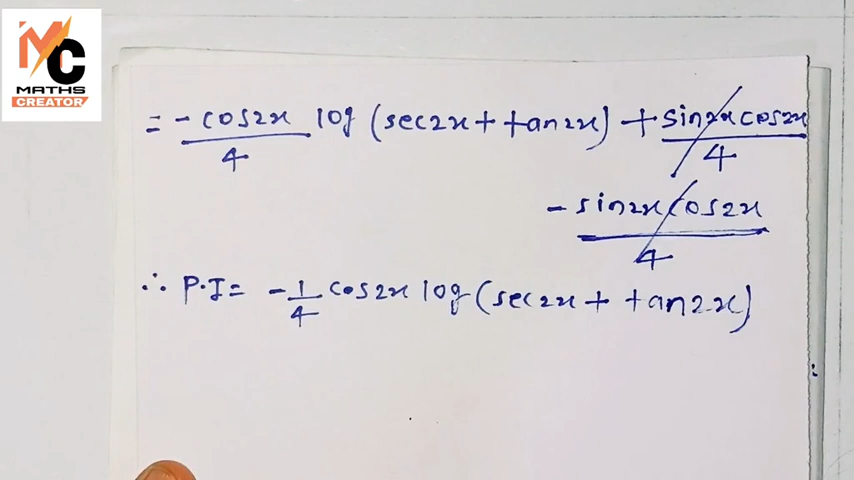 MC
MATHS
CREATOR
= -cos2x/4 log (sec2x + tan2x) + sin2x cos2x/4
- sin2x cos2x/4
∴ P.I = -1/4 cos2x log (sec2x + tan2x)